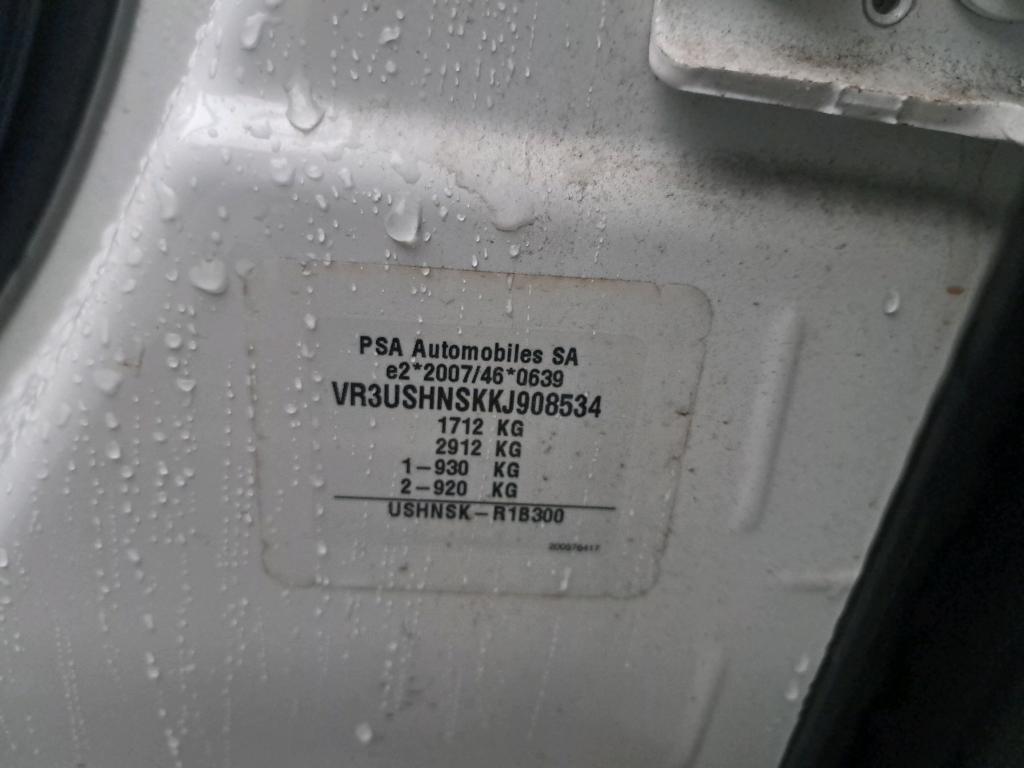 PSA Automobiles SA
e2*2007/46*0639
VR3USHNSKKJ908534
1712 KG
2912 KG
1-930 KG
2-920 KG
USHNSK-R1B300